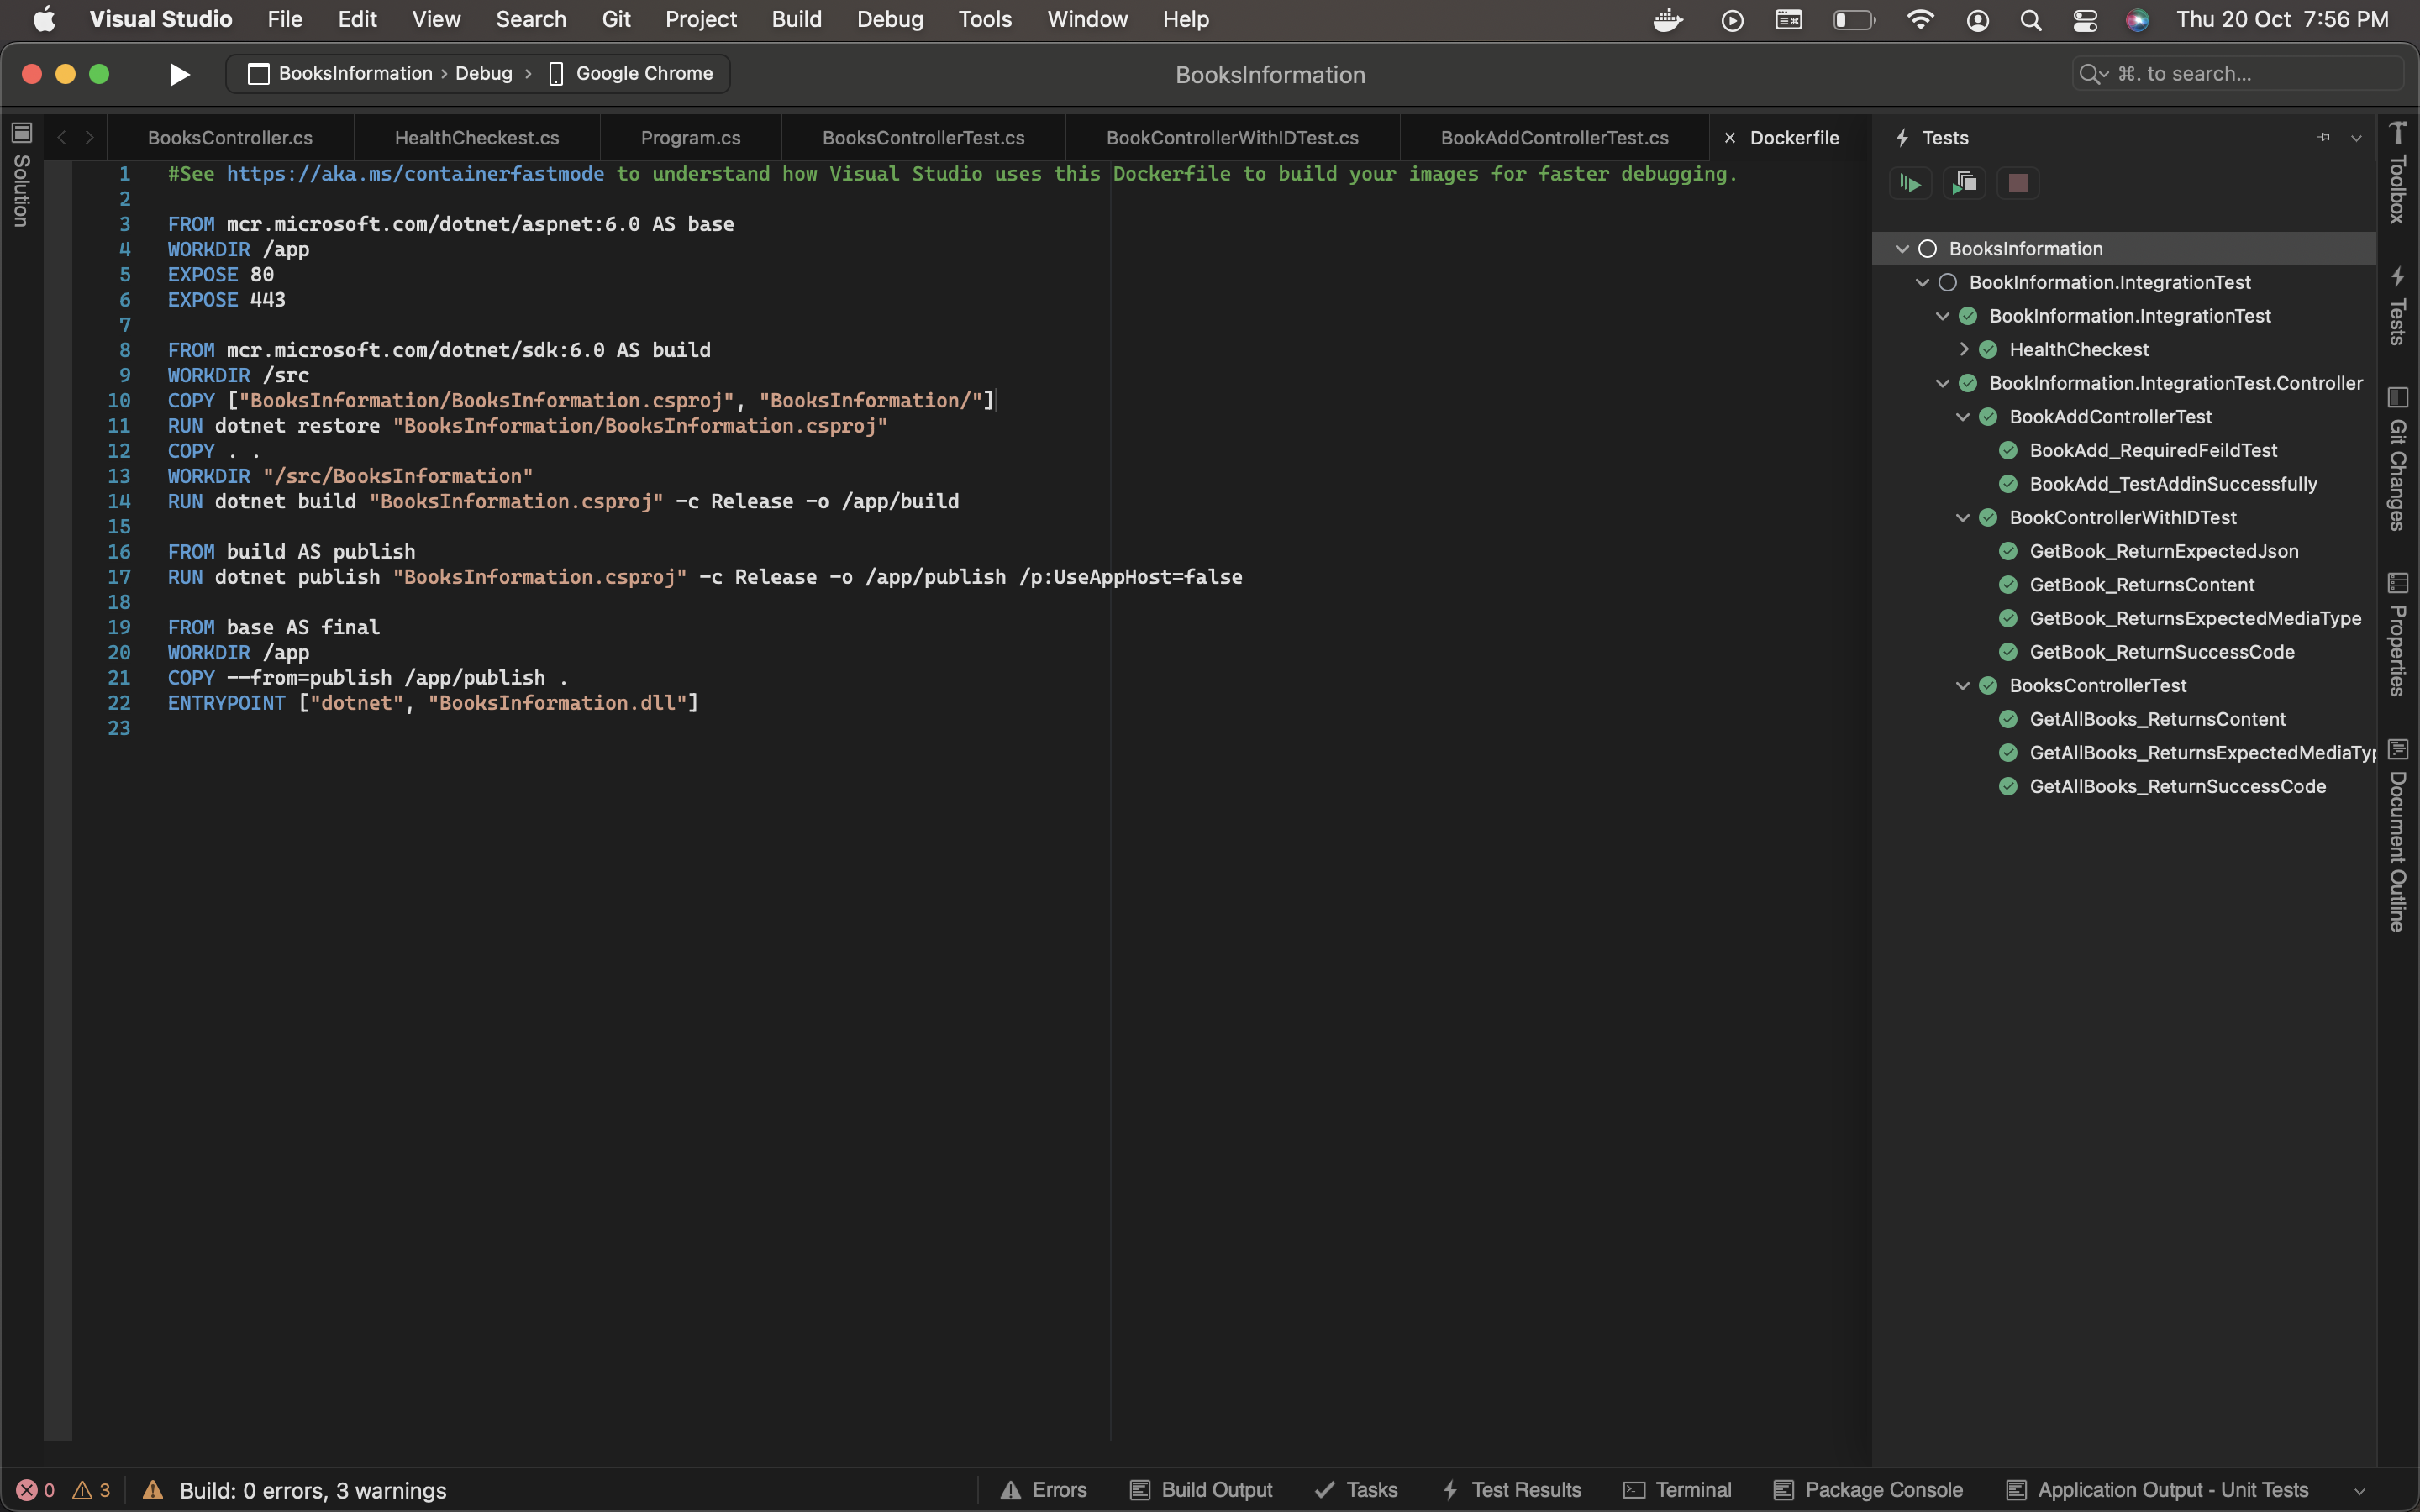 Visual Studio File Edit View Search Git Project Build Debug Tools Window Help Thu 20 Oct 7:56 PM
BooksInformation › Debug › Google Chrome BooksInformation ⌘. to search...
Solution
BooksController.cs HealthCheckest.cs Program.cs BooksControllerTest.cs BookControllerWithIDTest.cs BookAddControllerTest.cs × Dockerfile
1 #See https://aka.ms/containerfastmode to understand how Visual Studio uses this Dockerfile to build your images for faster debugging.
2
3 FROM mcr.microsoft.com/dotnet/aspnet:6.0 AS base
4 WORKDIR /app
5 EXPOSE 80
6 EXPOSE 443
7
8 FROM mcr.microsoft.com/dotnet/sdk:6.0 AS build
9 WORKDIR /src
10 COPY ["BooksInformation/BooksInformation.csproj", "BooksInformation/"]
11 RUN dotnet restore "BooksInformation/BooksInformation.csproj"
12 COPY . .
13 WORKDIR "/src/BooksInformation"
14 RUN dotnet build "BooksInformation.csproj" -c Release -o /app/build
15
16 FROM build AS publish
17 RUN dotnet publish "BooksInformation.csproj" -c Release -o /app/publish /p:UseAppHost=false
18
19 FROM base AS final
20 WORKDIR /app
21 COPY --from=publish /app/publish .
22 ENTRYPOINT ["dotnet", "BooksInformation.dll"]
23
Tests
BooksInformation
BookInformation.IntegrationTest
BookInformation.IntegrationTest
HealthCheckest
BookInformation.IntegrationTest.Controller
BookAddControllerTest
BookAdd_RequiredFeildTest
BookAdd_TestAddinSuccessfully
BookControllerWithIDTest
GetBook_ReturnExpectedJson
GetBook_ReturnsContent
GetBook_ReturnsExpectedMediaType
GetBook_ReturnSuccessCode
BooksControllerTest
GetAllBooks_ReturnsContent
GetAllBooks_ReturnsExpectedMediaTyp
GetAllBooks_ReturnSuccessCode
Toolbox
Tests
Git Changes
Properties
Document Outline
0 3 Build: 0 errors, 3 warnings Errors Build Output Tasks Test Results Terminal Package Console Application Output - Unit Tests